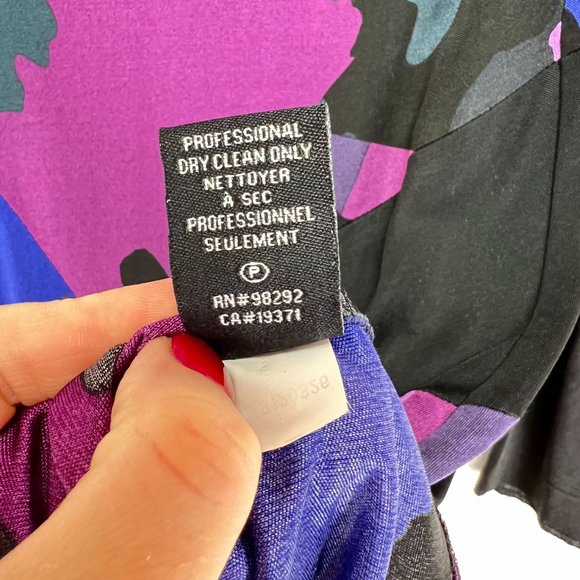 PROFESSIONAL
DRY CLEAN ONLY
NETTOYER
À SEC
PROFESSIONNEL
SEULEMENT
P
RN#98292
CA#19371